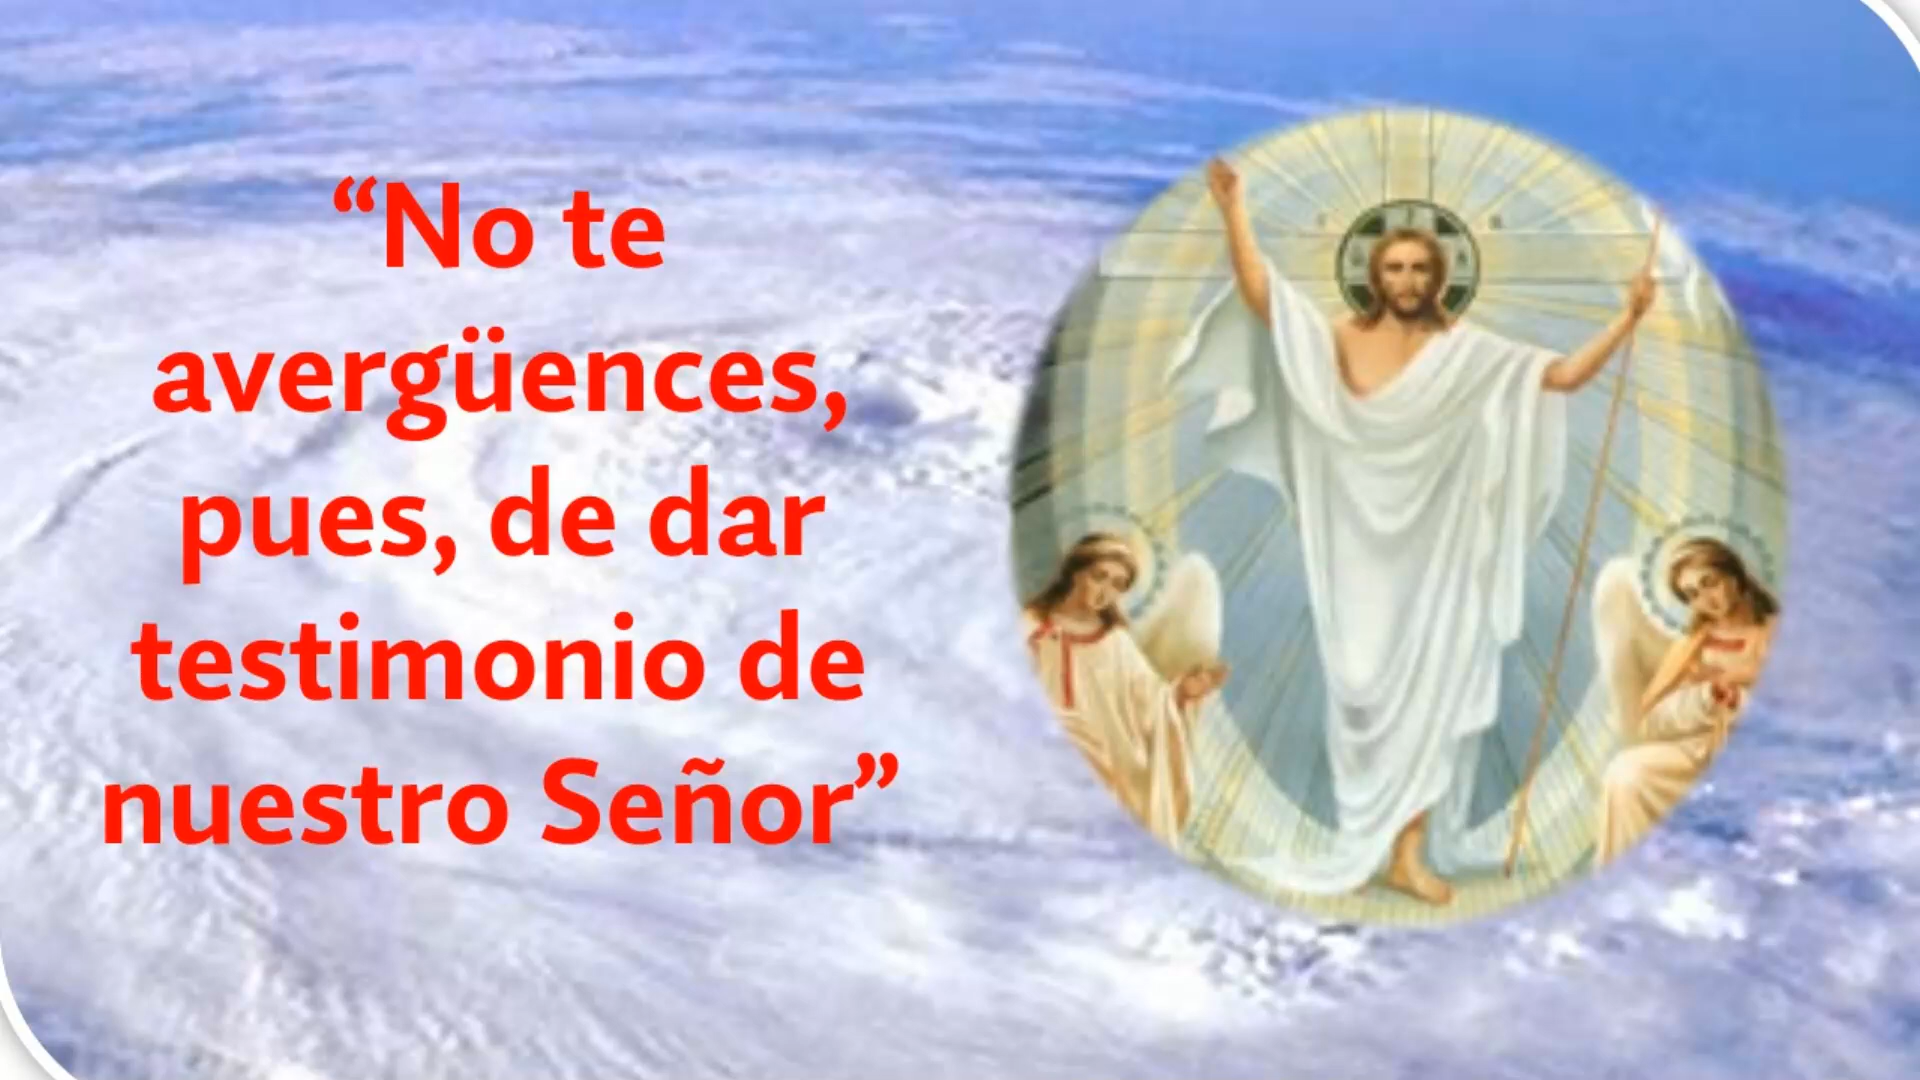 “No te
avergüences,
pues, de dar
testimonio de
nuestro Señor”